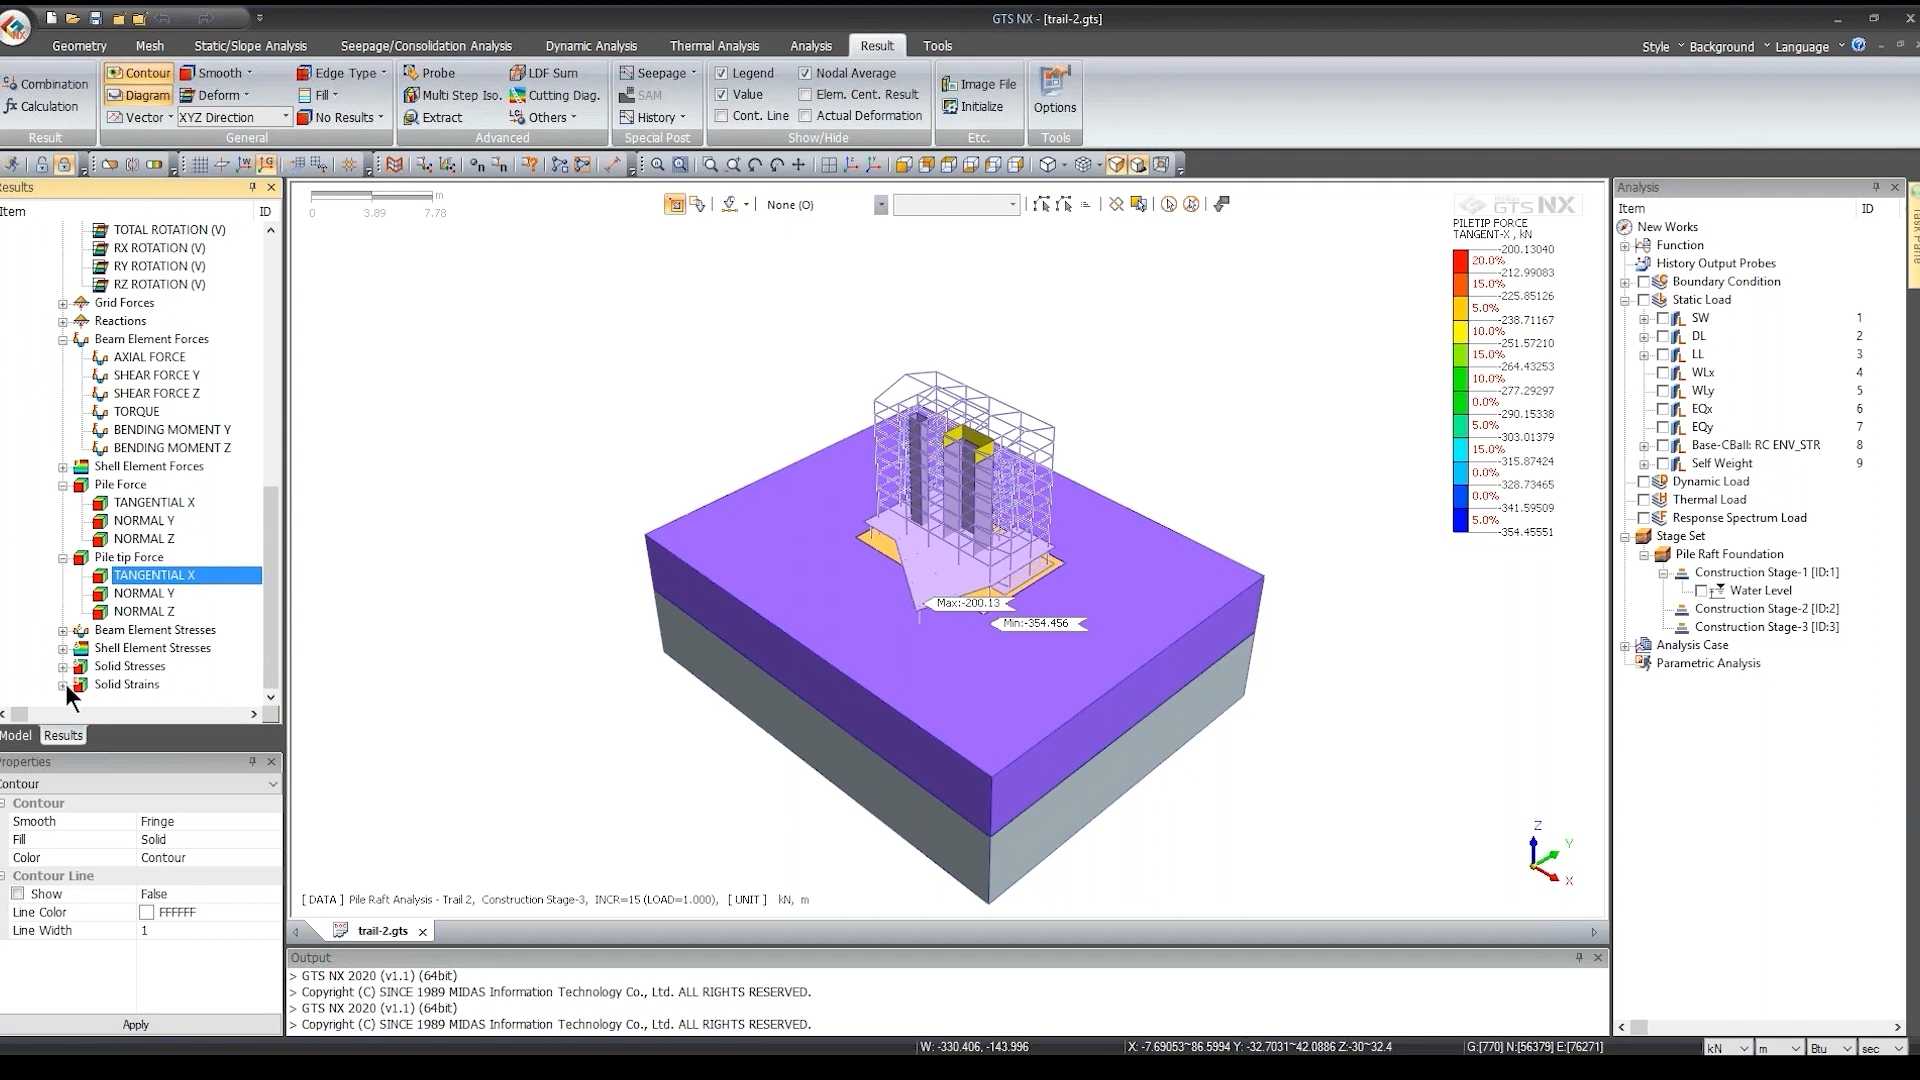 GTS NX - [trail-2.gts]
Geometry Mesh Static/Slope Analysis Seepage/Consolidation Analysis Dynamic Analysis Thermal Analysis Analysis Result Tools
Style Background Language
Combination
Calculation
Result
Contour Smooth Edge Type
Diagram Deform Fill
Vector XYZ Direction No Results
General
Probe LDF Sum
Multi Step Iso. Cutting Diag.
Extract Others
Advanced
Seepage
SAM
History
Special Post
Legend Nodal Average
Value Elem. Cent. Result
Cont. Line Actual Deformation
Show/Hide
Image File
Initialize
Etc.
Options
Tools
Results
Item ID
TOTAL ROTATION (V)
RX ROTATION (V)
RY ROTATION (V)
RZ ROTATION (V)
Grid Forces
Reactions
Beam Element Forces
AXIAL FORCE
SHEAR FORCE Y
SHEAR FORCE Z
TORQUE
BENDING MOMENT Y
BENDING MOMENT Z
Shell Element Forces
Pile Force
TANGENTIAL X
NORMAL Y
NORMAL Z
Pile tip Force
TANGENTIAL X
NORMAL Y
NORMAL Z
Beam Element Stresses
Shell Element Stresses
Solid Stresses
Solid Strains
Model Results
roperties
ontour
Contour
Smooth Fringe
Fill Solid
Color Contour
Contour Line
Show False
Line Color FFFFFF
Line Width 1
Apply
m
0 3.89 7.78
None (O)
midas
GTS NX
PILETIP FORCE
TANGENT-X , kN
-200.13040
20.0%
-212.99083
15.0%
-225.85126
5.0%
-238.71167
10.0%
-251.57210
15.0%
-264.43253
10.0%
-277.29297
0.0%
-290.15338
5.0%
-303.01379
15.0%
-315.87424
0.0%
-328.73465
0.0%
-341.59509
5.0%
-354.45551
Max:-200.13
Min:-354.456
Z
Y
X
[ DATA ] Pile Raft Analysis - Trail 2, Construction Stage-3, INCR=15 (LOAD=1.000), [ UNIT ] kN, m
trail-2.gts
Output
> GTS NX 2020 (v1.1) (64bit)
> Copyright (C) SINCE 1989 MIDAS Information Technology Co., Ltd. ALL RIGHTS RESERVED.
> GTS NX 2020 (v1.1) (64bit)
> Copyright (C) SINCE 1989 MIDAS Information Technology Co., Ltd. ALL RIGHTS RESERVED.
Analysis
Item ID
New Works
Function
History Output Probes
Boundary Condition
Static Load
SW 1
DL 2
LL 3
WLx 4
WLy 5
EQx 6
EQy 7
Base-CBall: RC ENV_STR 8
Self Weight 9
Dynamic Load
Thermal Load
Response Spectrum Load
Stage Set
Pile Raft Foundation
Construction Stage-1 [ID:1]
Water Level
Construction Stage-2 [ID:2]
Construction Stage-3 [ID:3]
Analysis Case
Parametric Analysis
W: -330.406, -143.996 X: -7.69053~86.5994 Y: -32.7031~42.0886 Z:-30~32.4 G:[770] N:[56379] E:[76271] kN m Btu sec